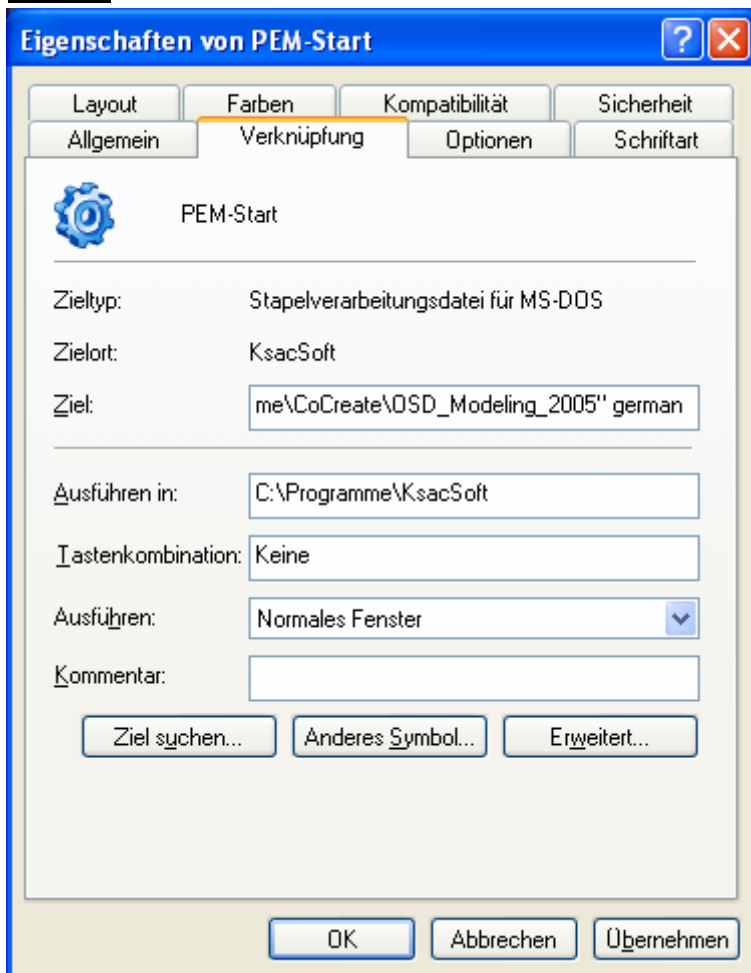 Eigenschaften von PEM-Start
Layout Farben Kompatibilität Sicherheit
Allgemein Verknüpfung Optionen Schriftart
PEM-Start
Zieltyp: Stapelverarbeitungsdatei für MS-DOS
Zielort: KsacSoft
Ziel: me\CoCreate\OSD_Modeling_2005" german
Ausführen in: C:\Programme\KsacSoft
Tastenkombination: Keine
Ausführen: Normales Fenster
Kommentar:
Ziel suchen... Anderes Symbol... Erweitert...
OK Abbrechen Übernehmen